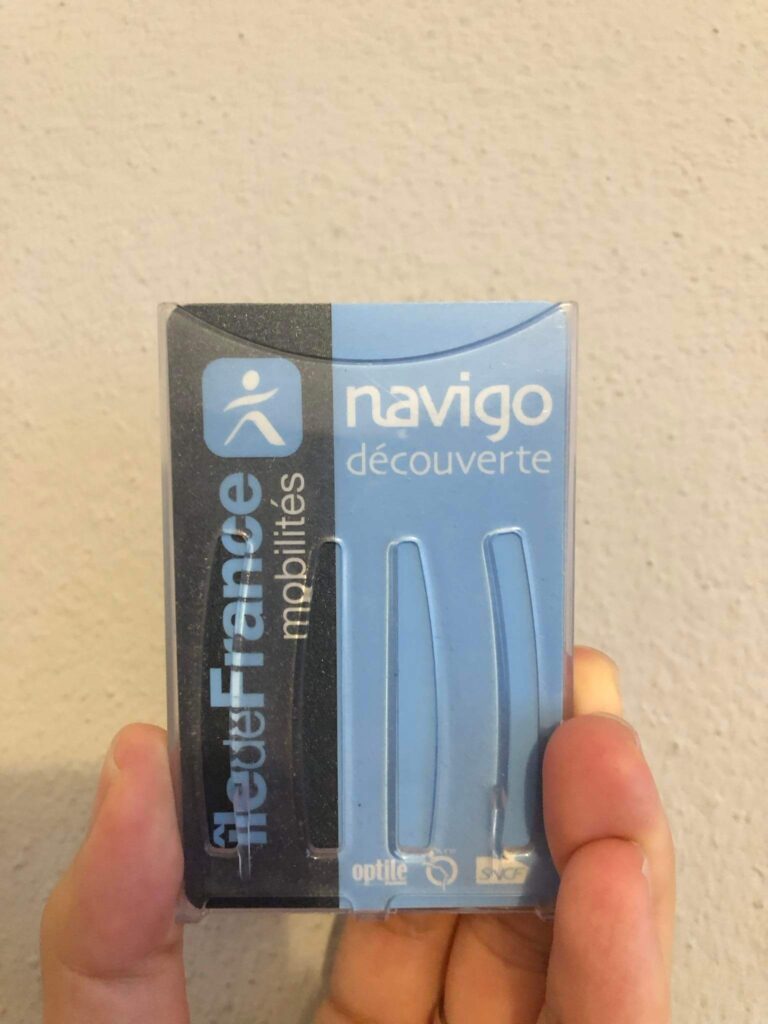 navigo
découverte
îledeFrance
mobilités
optile
SNCF